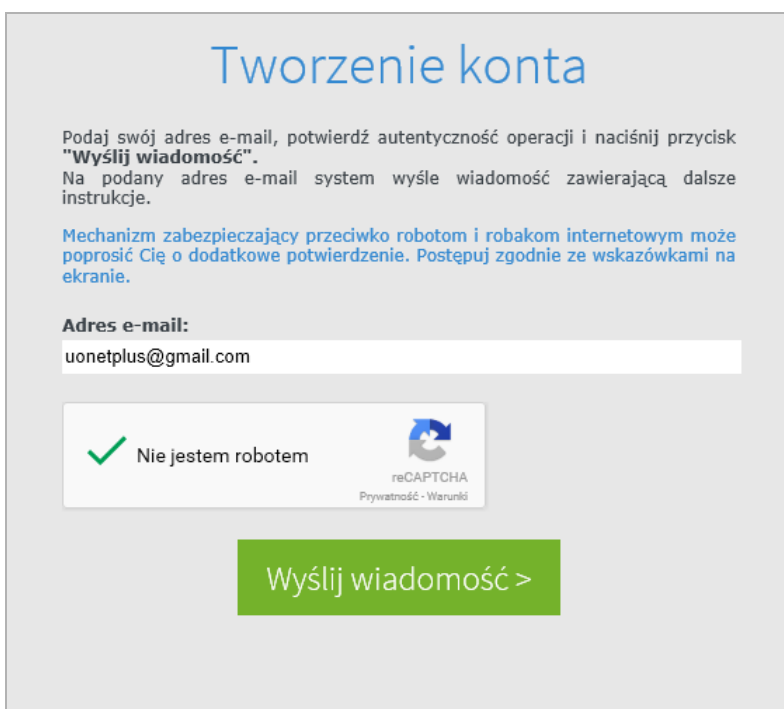 Tworzenie konta
Podaj swój adres e-mail, potwierdź autentyczność operacji i naciśnij przycisk
"Wyślij wiadomość".
Na podany adres e-mail system wyśle wiadomość zawierającą dalsze
instrukcje.
Mechanizm zabezpieczający przeciwko robotom i robakom internetowym może
poprosić Cię o dodatkowe potwierdzenie. Postępuj zgodnie ze wskazówkami na
ekranie.
Adres e-mail:
uonetplus@gmail.com
Nie jestem robotem
reCAPTCHA
Prywatność - Warunki
Wyślij wiadomość >